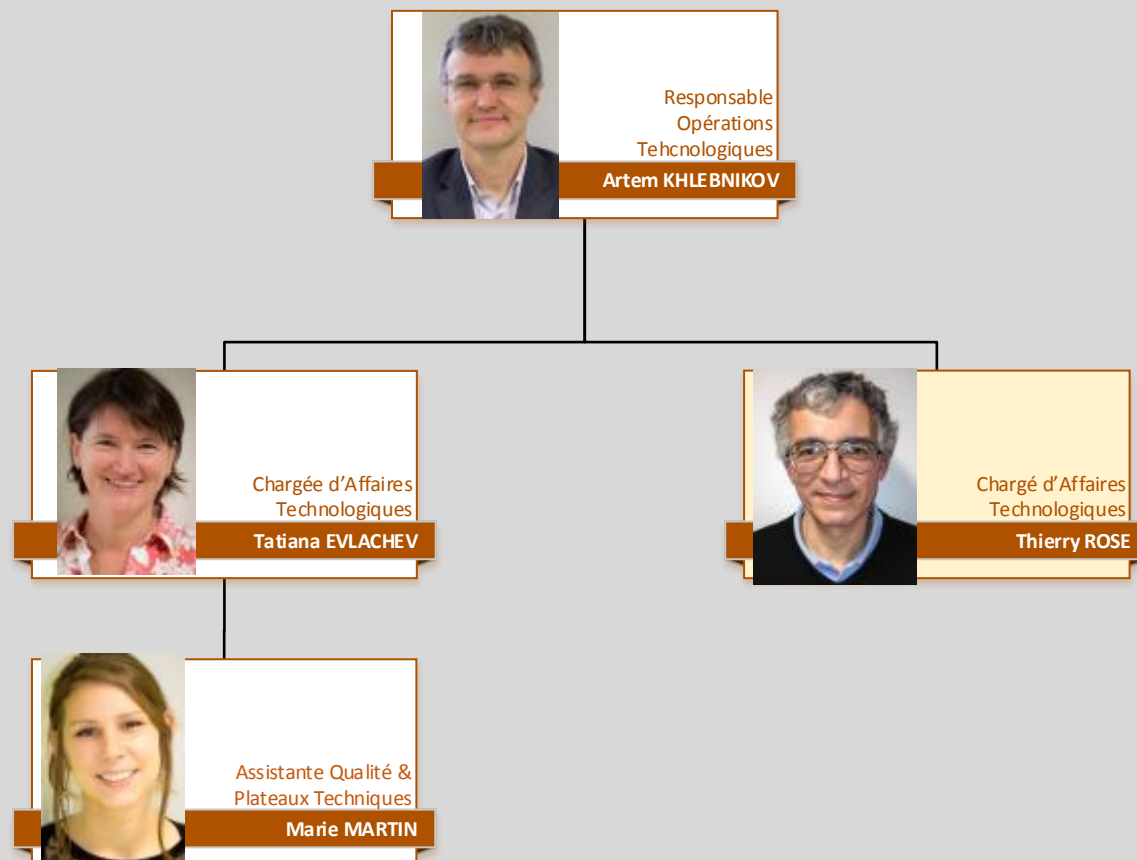 Responsable
Opérations
Tehcnologiques
Artem KHLEBNIKOV
Chargée d’Affaires
Technologiques
Tatiana EVLACHEV
Chargé d’Affaires
Technologiques
Thierry ROSE
Assistante Qualité &
Plateaux Techniques
Marie MARTIN